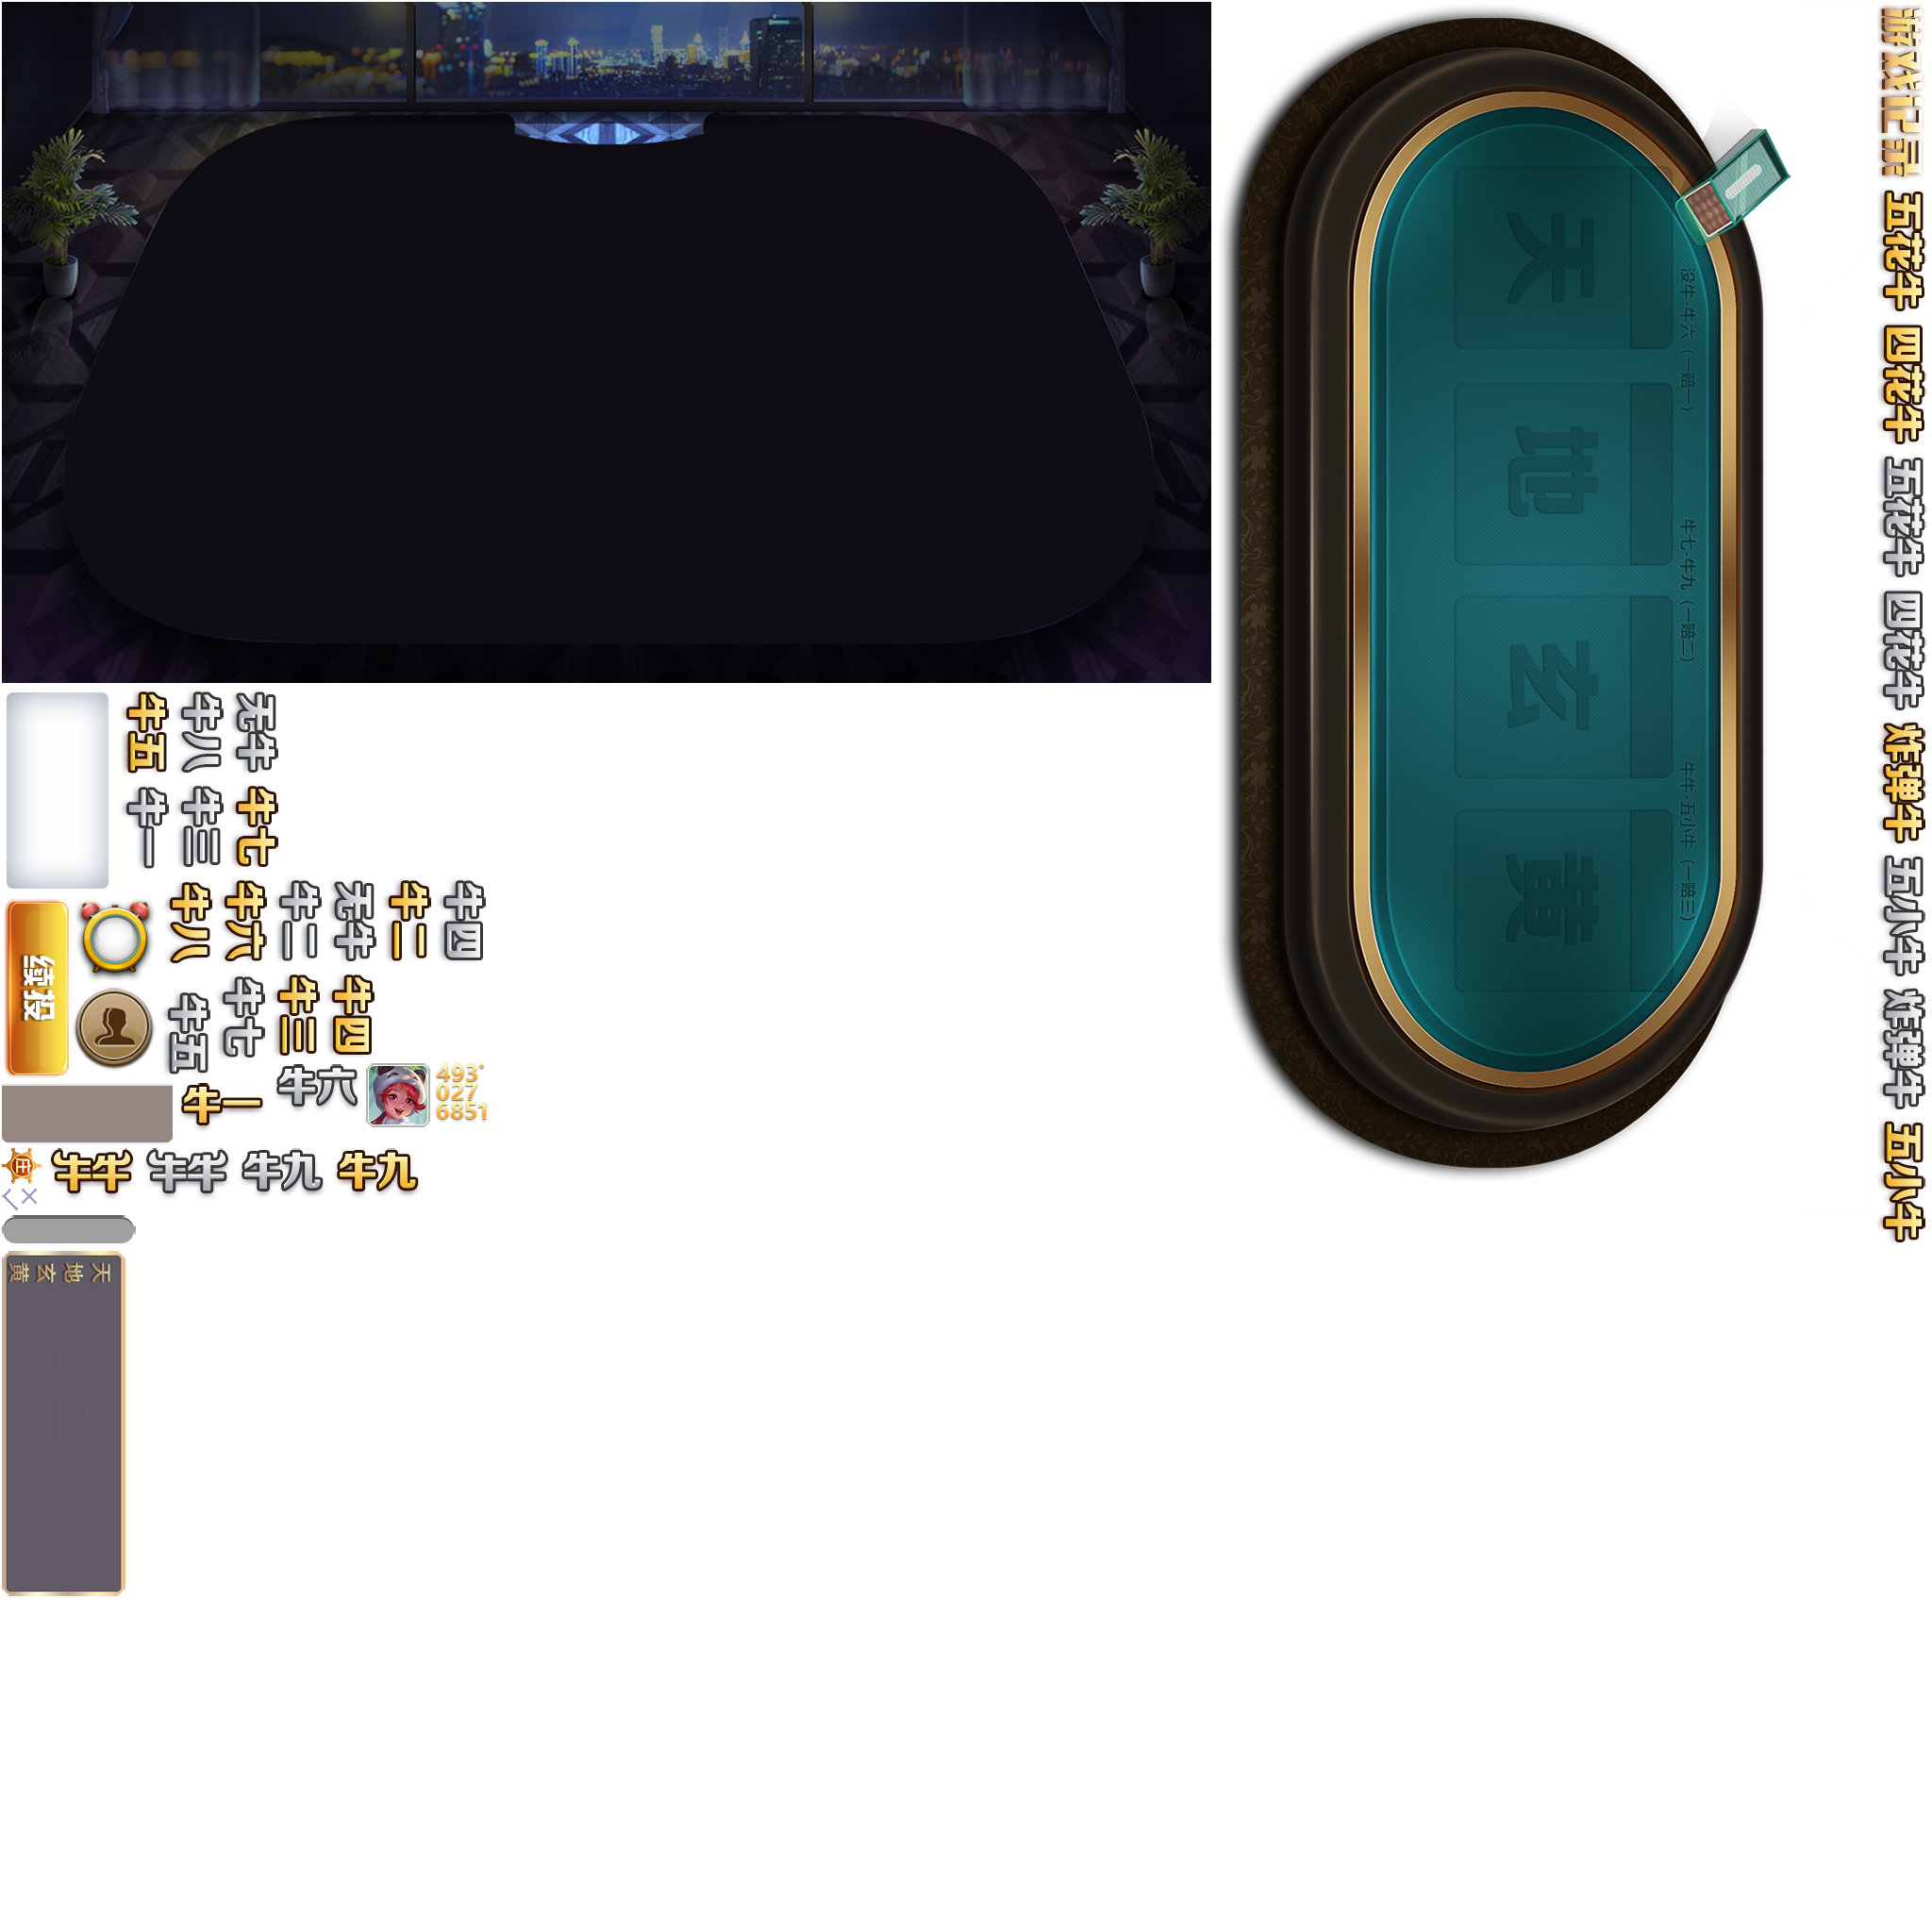 游戏记录
五花牛
四花牛
五花牛
四花牛
炸弹牛
五小牛
炸弹牛
五小牛
天
地
玄
黄
没牛-牛六 (一赔一)
牛七-牛九 (一赔二)
牛牛-五小牛 (一赔三)
牛五
牛八
无牛
牛一
牛三
牛七
续投
牛八
牛六
牛二
无牛
牛二
牛四
牛五
牛七
牛三
牛四
牛一
牛六
493
027
6851
庄
牛牛
牛牛
牛九
牛九
天
地
玄
黄